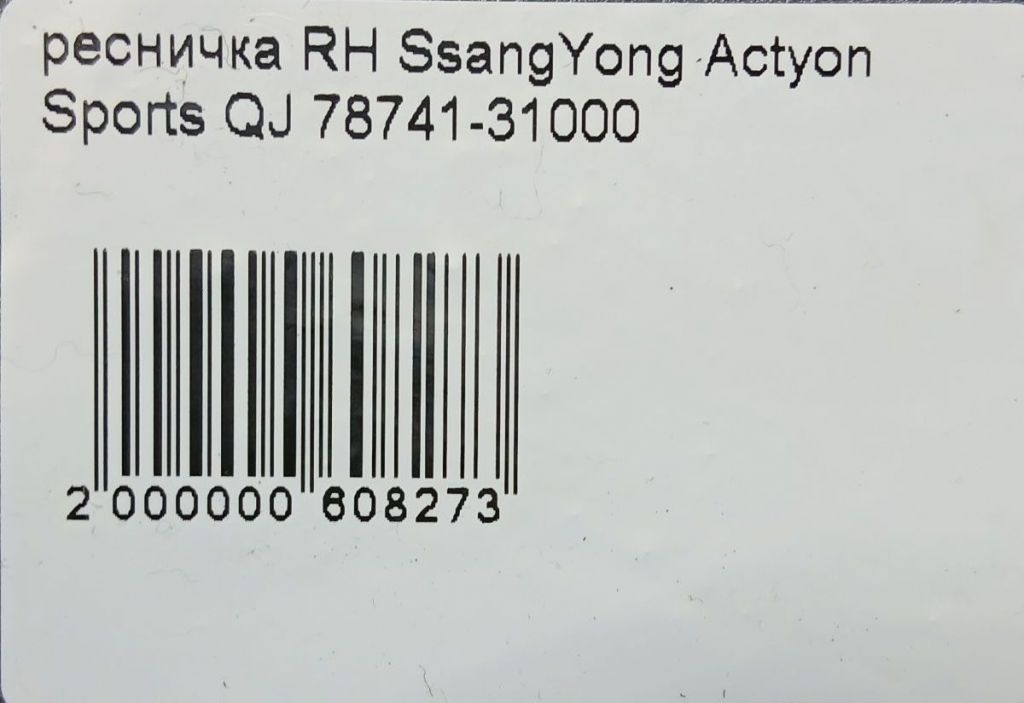 ресничка RH SsangYong Actyon
Sports QJ 78741-31000
2 000000 608273